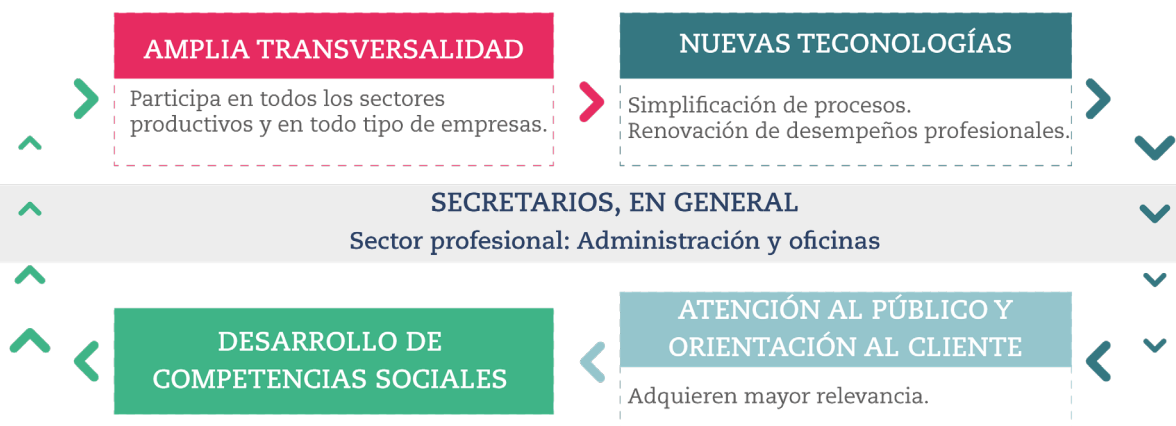 AMPLIA TRANSVERSALIDAD
Participa en todos los sectores
productivos y en todo tipo de empresas.
NUEVAS TECONOLOGÍAS
Simplificación de procesos.
Renovación de desempeños profesionales.
SECRETARIOS, EN GENERAL
Sector profesional: Administración y oficinas
DESARROLLO DE
COMPETENCIAS SOCIALES
ATENCIÓN AL PÚBLICO Y
ORIENTACIÓN AL CLIENTE
Adquieren mayor relevancia.